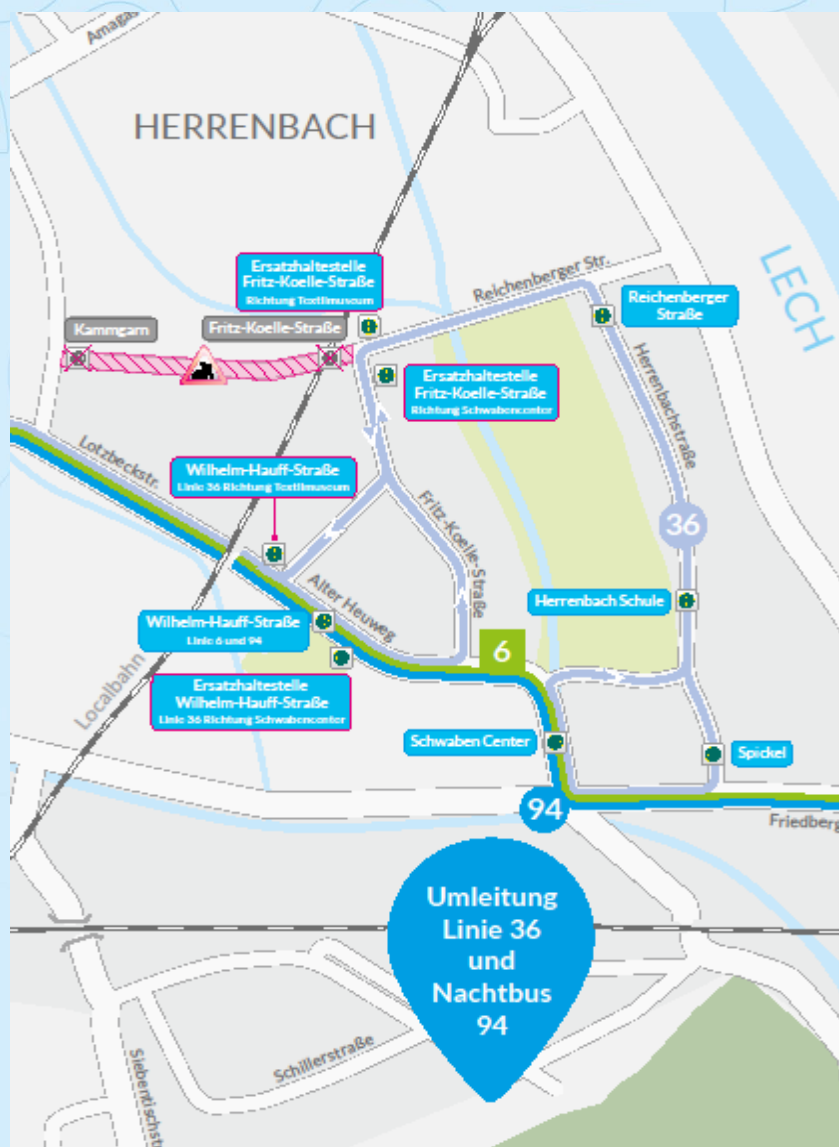 Amagas
HERRENBACH
LECH
Ersatzhaltestelle
Fritz-Koelle-Straße
Richtung Textilmuseum
Reichenberger Str.
Reichenberger
Straße
Kammgarn
Fritz-Koelle-Straße
Ersatzhaltestelle
Fritz-Koelle-Straße
Richtung Schwabencenter
Herrenbachstraße
Lotzbeckstr.
Wilhelm-Hauff-Straße
Linie 36 Richtung Textilmuseum
Fritz-Koelle-Straße
36
Alter Heuweg
Herrenbach Schule
Wilhelm-Hauff-Straße
Linie 6 und 94
6
Localbahn
Ersatzhaltestelle
Wilhelm-Hauff-Straße
Linie 36 Richtung Schwabencenter
Schwaben Center
Spickel
94
Friedberg
Umleitung
Linie 36
und
Nachtbus
94
Schillerstraße
Siebentischst